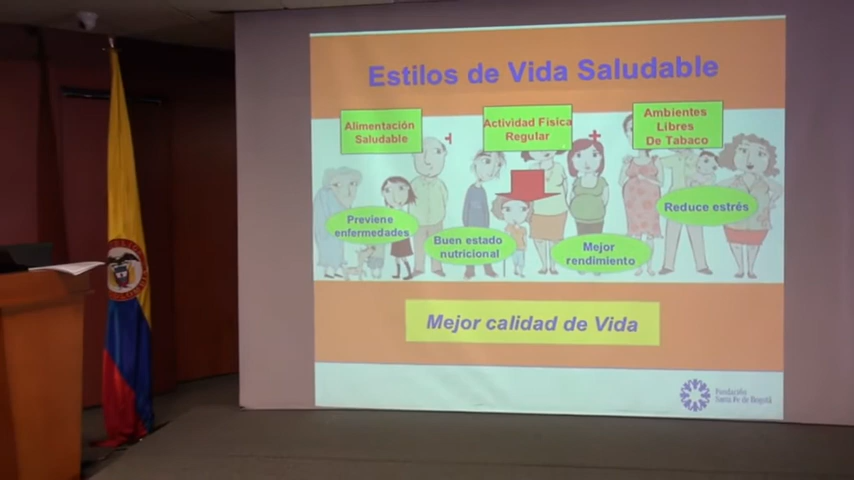 Estilos de Vida Saludable
Alimentación
Saludable
Actividad Física
Regular
Ambientes
Libres
De Tabaco
Previene
enfermedades
Buen estado
nutricional
Mejor
rendimiento
Reduce estrés
Mejor calidad de Vida
Fundación
Santa Fe de Bogotá